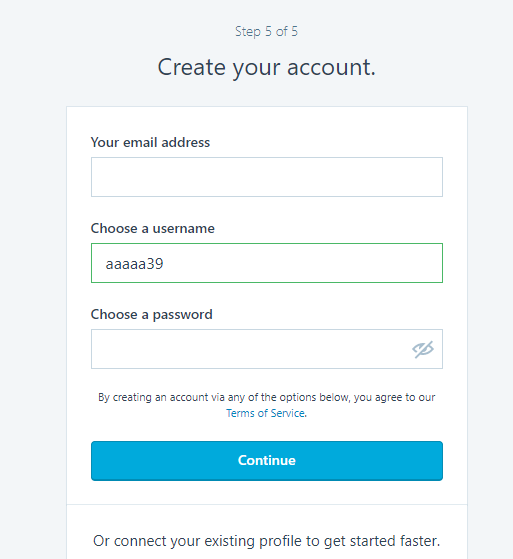 Step 5 of 5
Create your account.
Your email address
Choose a username
aaaaa39
Choose a password
By creating an account via any of the options below, you agree to our
Terms of Service.
Continue
Or connect your existing profile to get started faster.